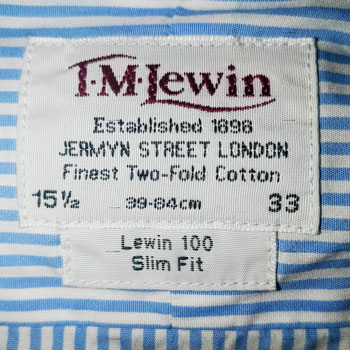 T·M·Lewin
Established 1898
JERMYN STREET LONDON
Finest Two-Fold Cotton
15½ 39-84cm 33
Lewin 100
Slim Fit